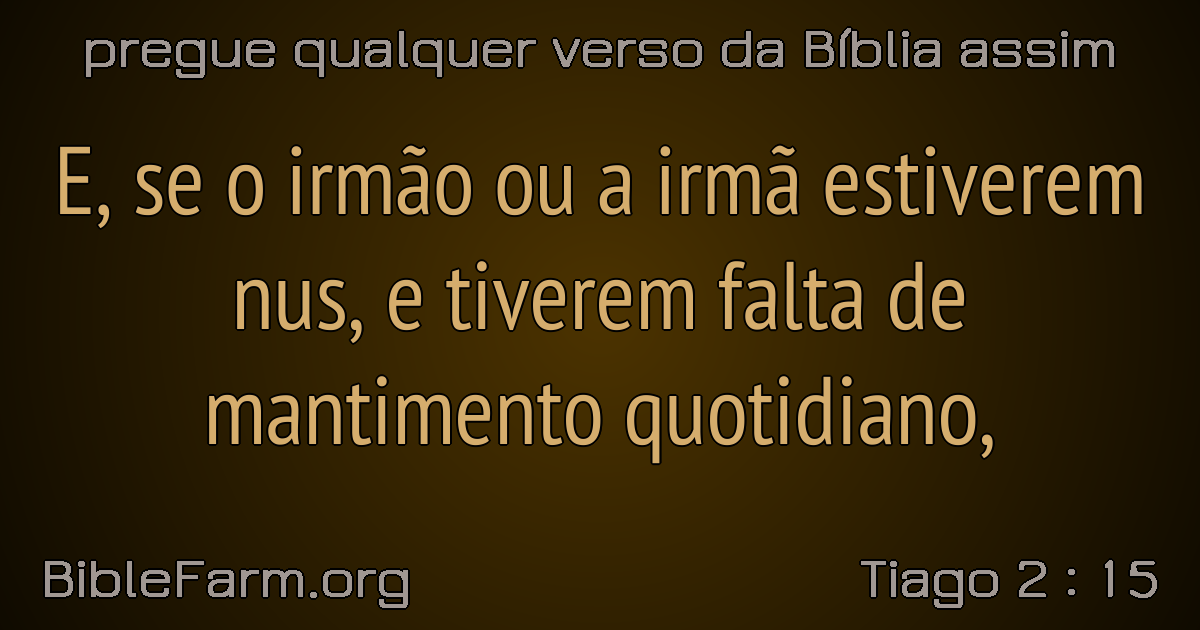 pregue qualquer verso da Bíblia assim
E, se o irmão ou a irmã estiverem
nus, e tiverem falta de
mantimento quotidiano,
BibleFarm.org
Tiago 2 : 15